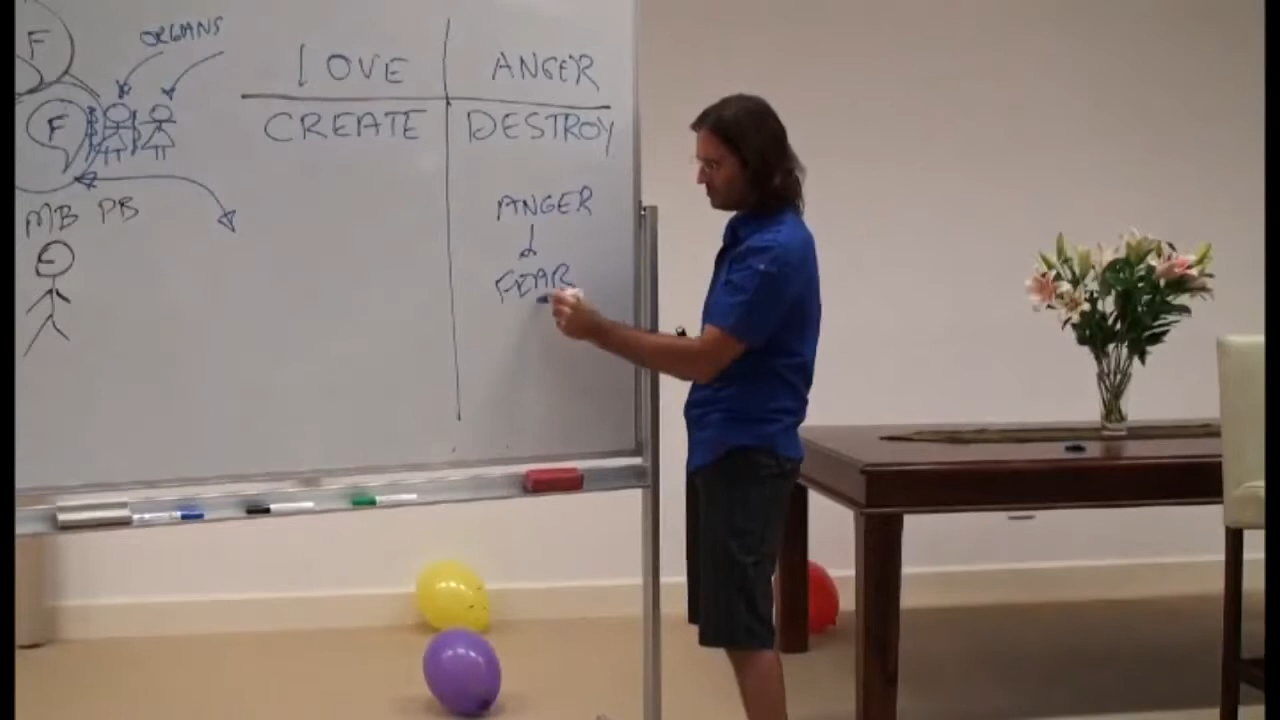 F
ORGANS
F
MB PB
LOVE ANGER
CREATE DESTROY
ANGER
FEAR